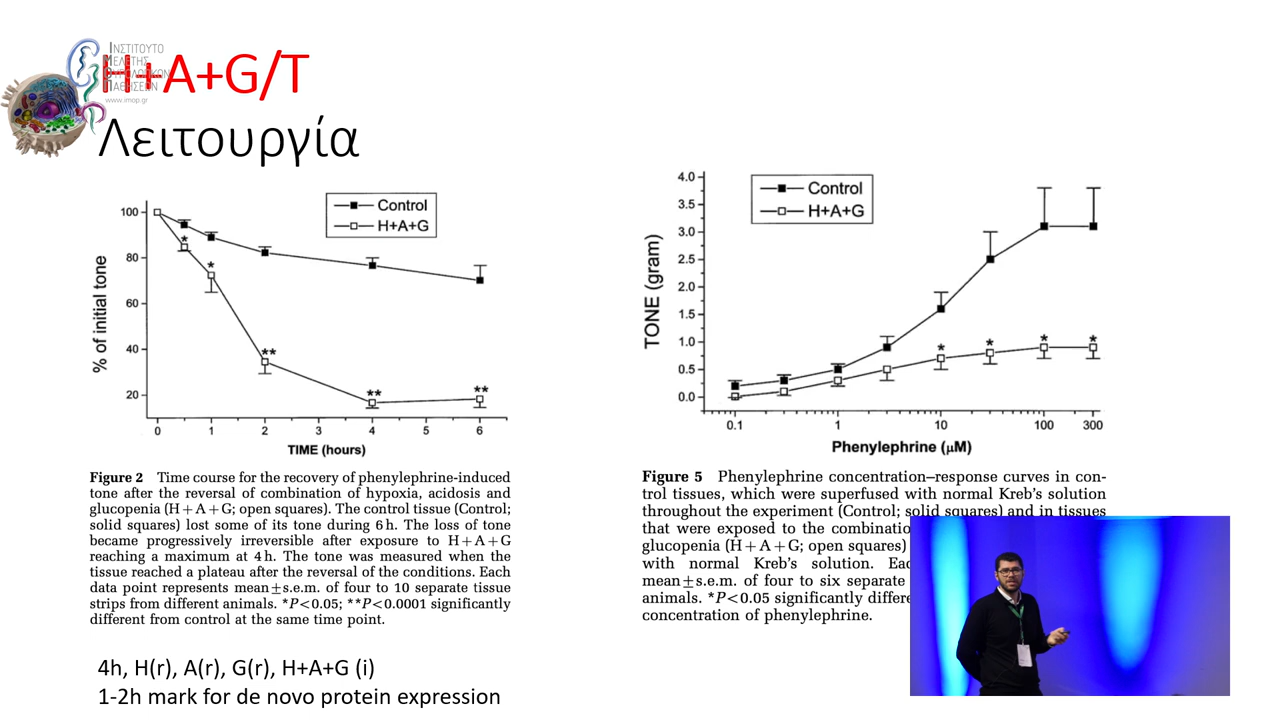 ΙΝΣΤΙΤΟΥΤΟ
ΜΕΛΕΤΗΣ
ΟΥΡΟΛΟΓΙΚΩΝ
ΠΑΘΗΣΕΩΝ
www.imop.gr
H+A+G/T
Λειτουργία
Control
H+A+G
% of initial tone
100
80
60
40
20
* * ** ** **
0 1 2 3 4 5 6
TIME (hours)
Figure 2 Time course for the recovery of phenylephrine-induced
tone after the reversal of combination of hypoxia, acidosis and
glucopenia (H+A+G; open squares). The control tissue (Control;
solid squares) lost some of its tone during 6 h. The loss of tone
became progressively irreversible after exposure to H+A+G
reaching a maximum at 4 h. The tone was measured when the
tissue reached a plateau after the reversal of the conditions. Each
data point represents mean±s.e.m. of four to 10 separate tissue
strips from different animals. *P<0.05; **P<0.0001 significantly
different from control at the same time point.
4h, H(r), A(r), G(r), H+A+G (i)
1-2h mark for de novo protein expression
Control
H+A+G
TONE (gram)
4.0
3.5
3.0
2.5
2.0
1.5
1.0
0.5
0.0
* * * *
0.1 1 10 100 300
Phenylephrine (μM)
Figure 5 Phenylephrine concentration–response curves in con-
trol tissues, which were superfused with normal Kreb's solution
throughout the experiment (Control; solid squares) and in tissues
that were exposed to the combinatio
glucopenia (H+A+G; open squares)
with normal Kreb's solution. Eac
mean±s.e.m. of four to six separate
animals. *P<0.05 significantly differe
concentration of phenylephrine.